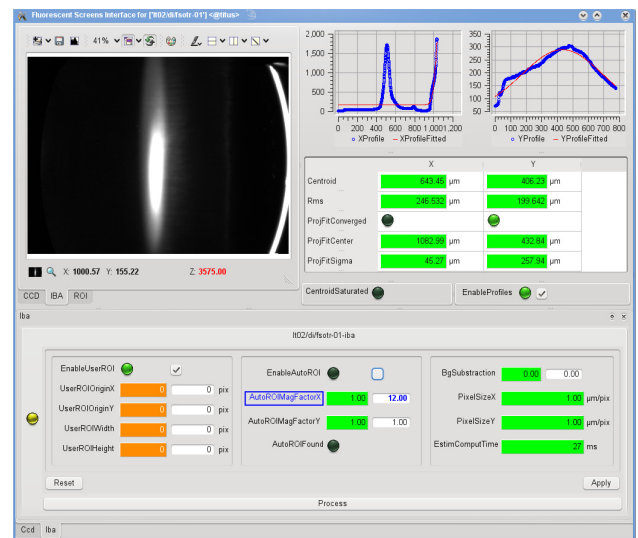 Fluorescent Screens Interface for ['lt02/di/fsotr-01'] <@titus>
41%
2,000
1,500
1,000
500
0
0 200 400 600 800 1,000 1,200
XProfile XProfileFitted
350
300
250
200
150
100
50
0 100 200 300 400 500 600 700 800
YProfile YProfileFitted
X Y
Centroid 643.45 µm 406.23 µm
Rms 246.532 µm 199.642 µm
ProjFitConverged
ProjFitCenter 1082.99 µm 432.84 µm
ProjFitSigma 45.27 µm 257.94 µm
X: 1000.57 Y: 155.22 Z: 3575.00
CCD IBA ROI
CentroidSaturated EnableProfiles
Iba
lt02/di/fsotr-01-iba
EnableUserROI
UserROIOriginX 0 0 pix
UserROIOriginY 0 0 pix
UserROIWidth 0 0 pix
UserROIHeight 0 0 pix
EnableAutoROI
AutoROIMagFactorX 1.00 12.00
AutoROIMagFactorY 1.00 1.00
AutoROIFound
BgSubstraction 0.00 0.00
PixelSizeX 1.00 µm/pix
PixelSizeY 1.00 µm/pix
EstimComputTime 27 ms
Reset Apply
Process
Ccd Iba